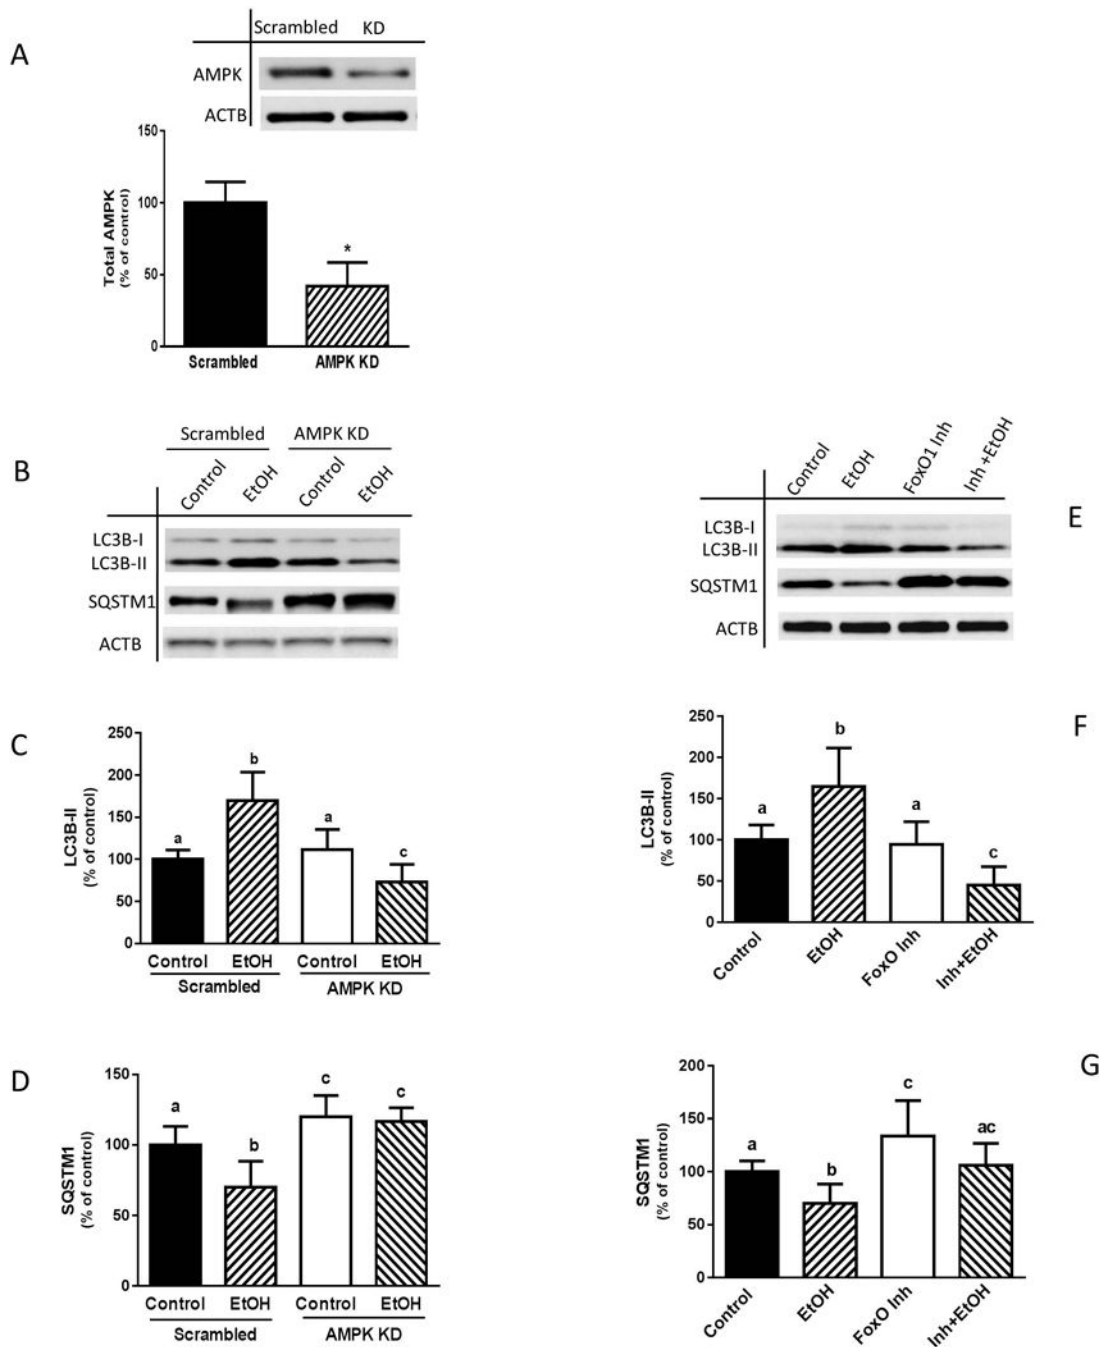 A
Scrambled KD
AMPK
ACTB
Total AMPK
(% of control)
150
100
50
0
*
Scrambled AMPK KD
B
Scrambled AMPK KD
Control EtOH Control EtOH
LC3B-I
LC3B-II
SQSTM1
ACTB
E
Control EtOH FoxO1 Inh Inh +EtOH
LC3B-I
LC3B-II
SQSTM1
ACTB
C
LC3B-II
(% of control)
250
200
150
100
50
0
a b a c
Control EtOH Control EtOH
Scrambled AMPK KD
F
LC3B-II
(% of control)
250
200
150
100
50
0
a b a c
Control EtOH FoxO Inh Inh+EtOH
D
SQSTM1
(% of control)
150
100
50
0
a b c c
Control EtOH Control EtOH
Scrambled AMPK KD
G
SQSTM1
(% of control)
200
150
100
50
0
a b c ac
Control EtOH FoxO Inh Inh+EtOH